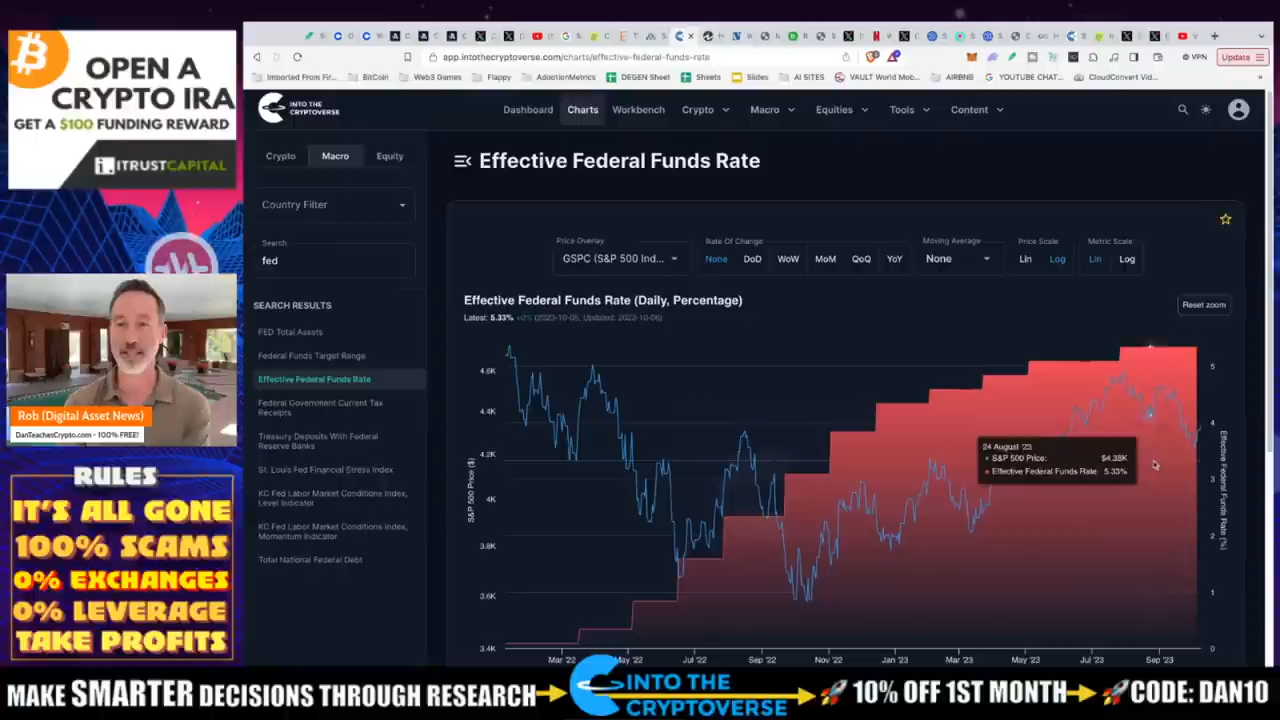 OPEN A
CRYPTO IRA
GET A $100 FUNDING REWARD
iTRUSTCAPITAL
Rob (Digital Asset News)
DanTeachesCrypto.com - 100% FREE!
RULES
IT'S ALL GONE
100% SCAMS
0% EXCHANGES
0% LEVERAGE
TAKE PROFITS
app.intothecryptoverse.com/charts/effective-federal-funds-rate
VPN
Update
Imported From Fir...
BitCoin
Web3 Games
Flappy
AdoptionMetrics
DEGEN Sheet
Sheets
Slides
AI SITES
VAULT World Mob...
AIRBNB
YOUTUBE CHAT...
CloudConvert Vid...
INTO THE
CRYPTOVERSE
Dashboard
Charts
Workbench
Crypto
Macro
Equities
Tools
Content
Crypto
Macro
Equity
Country Filter
Search
fed
SEARCH RESULTS
FED Total Assets
Federal Funds Target Range
Effective Federal Funds Rate
Federal Government Current Tax
Receipts
Treasury Deposits With Federal
Reserve Banks
St. Louis Fed Financial Stress Index
KC Fed Labor Market Conditions Index,
Level Indicator
KC Fed Labor Market Conditions Index,
Momentum Indicator
Total National Federal Debt
Effective Federal Funds Rate
Price Overlay
GSPC (S&P 500 Ind...
Rate Of Change
None
DoD
WoW
MoM
QoQ
YoY
Moving Average
None
Price Scale
Lin
Log
Metric Scale
Lin
Log
Effective Federal Funds Rate (Daily, Percentage)
Latest: 5.33% +0% (2023-10-05, Updated: 2023-10-06)
Reset zoom
4.6K
4.4K
4.2K
4K
3.8K
3.6K
3.4K
S&P 500 Price ($)
24 August '23
S&P 500 Price: $4.38K
Effective Federal Funds Rate 5.33%
5
4
3
2
1
0
Effective Federal Funds Rate (%)
Mar '22
May '22
Jul '22
Sep '22
Nov '22
Jan '23
Mar '23
May '23
Jul '23
Sep '23
MAKE SMARTER DECISIONS THROUGH RESEARCH
INTO THE
CRYPTOVERSE
10% OFF 1ST MONTH
CODE: DAN10